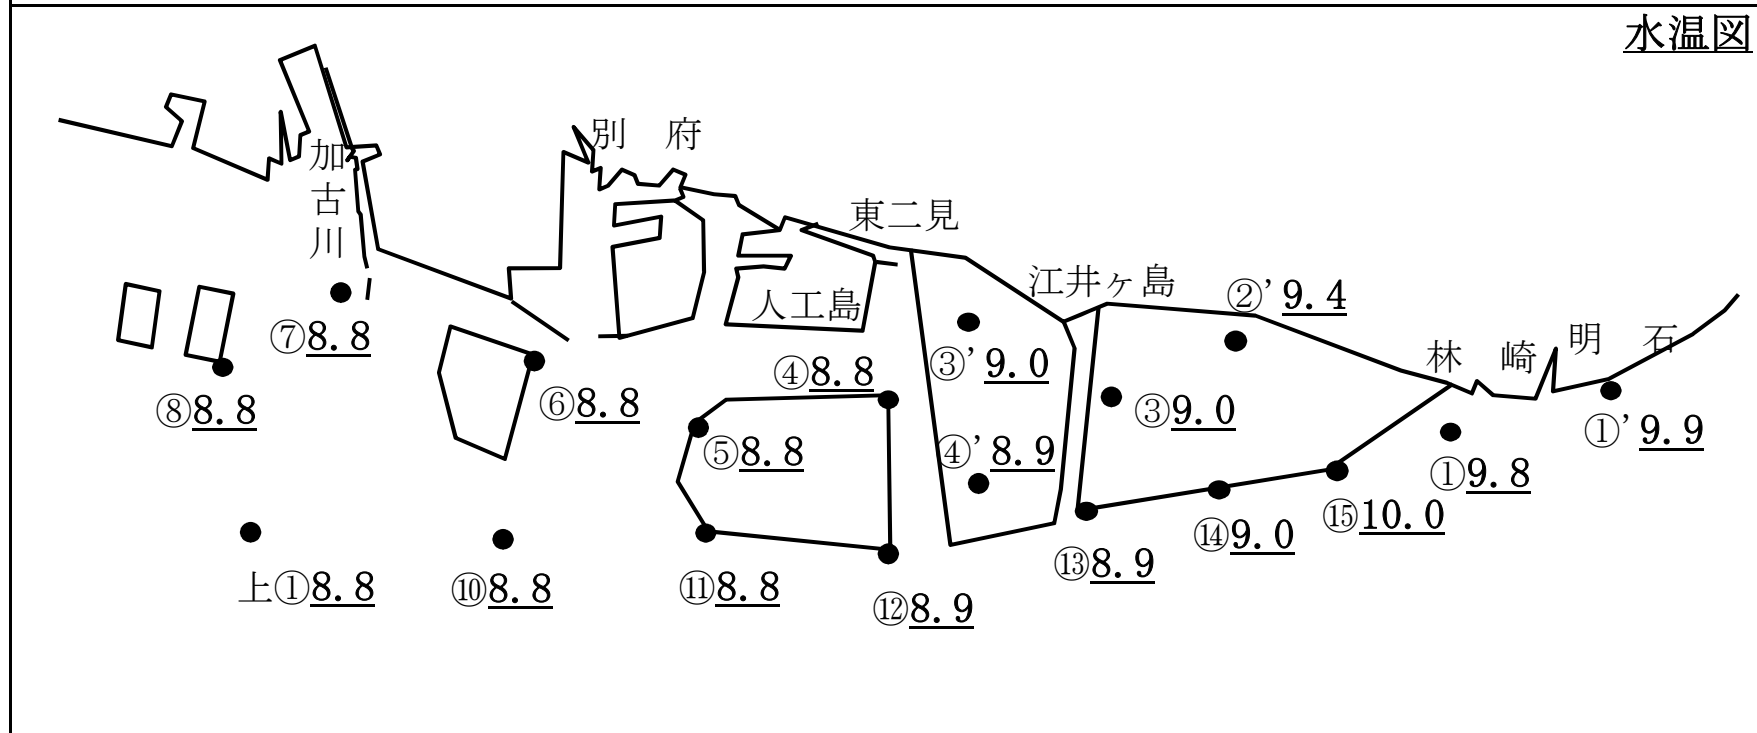 水温図
別 府
加古川
東二見
江井ヶ島
②'9.4
人工島
⑦8.8
③'9.0
林 崎
明 石
④8.8
⑧8.8
⑥8.8
③9.0
①'9.9
⑤8.8
④'8.9
①9.8
⑮10.0
⑭9.0
⑬8.9
上①8.8
⑩8.8
⑪8.8
⑫8.9